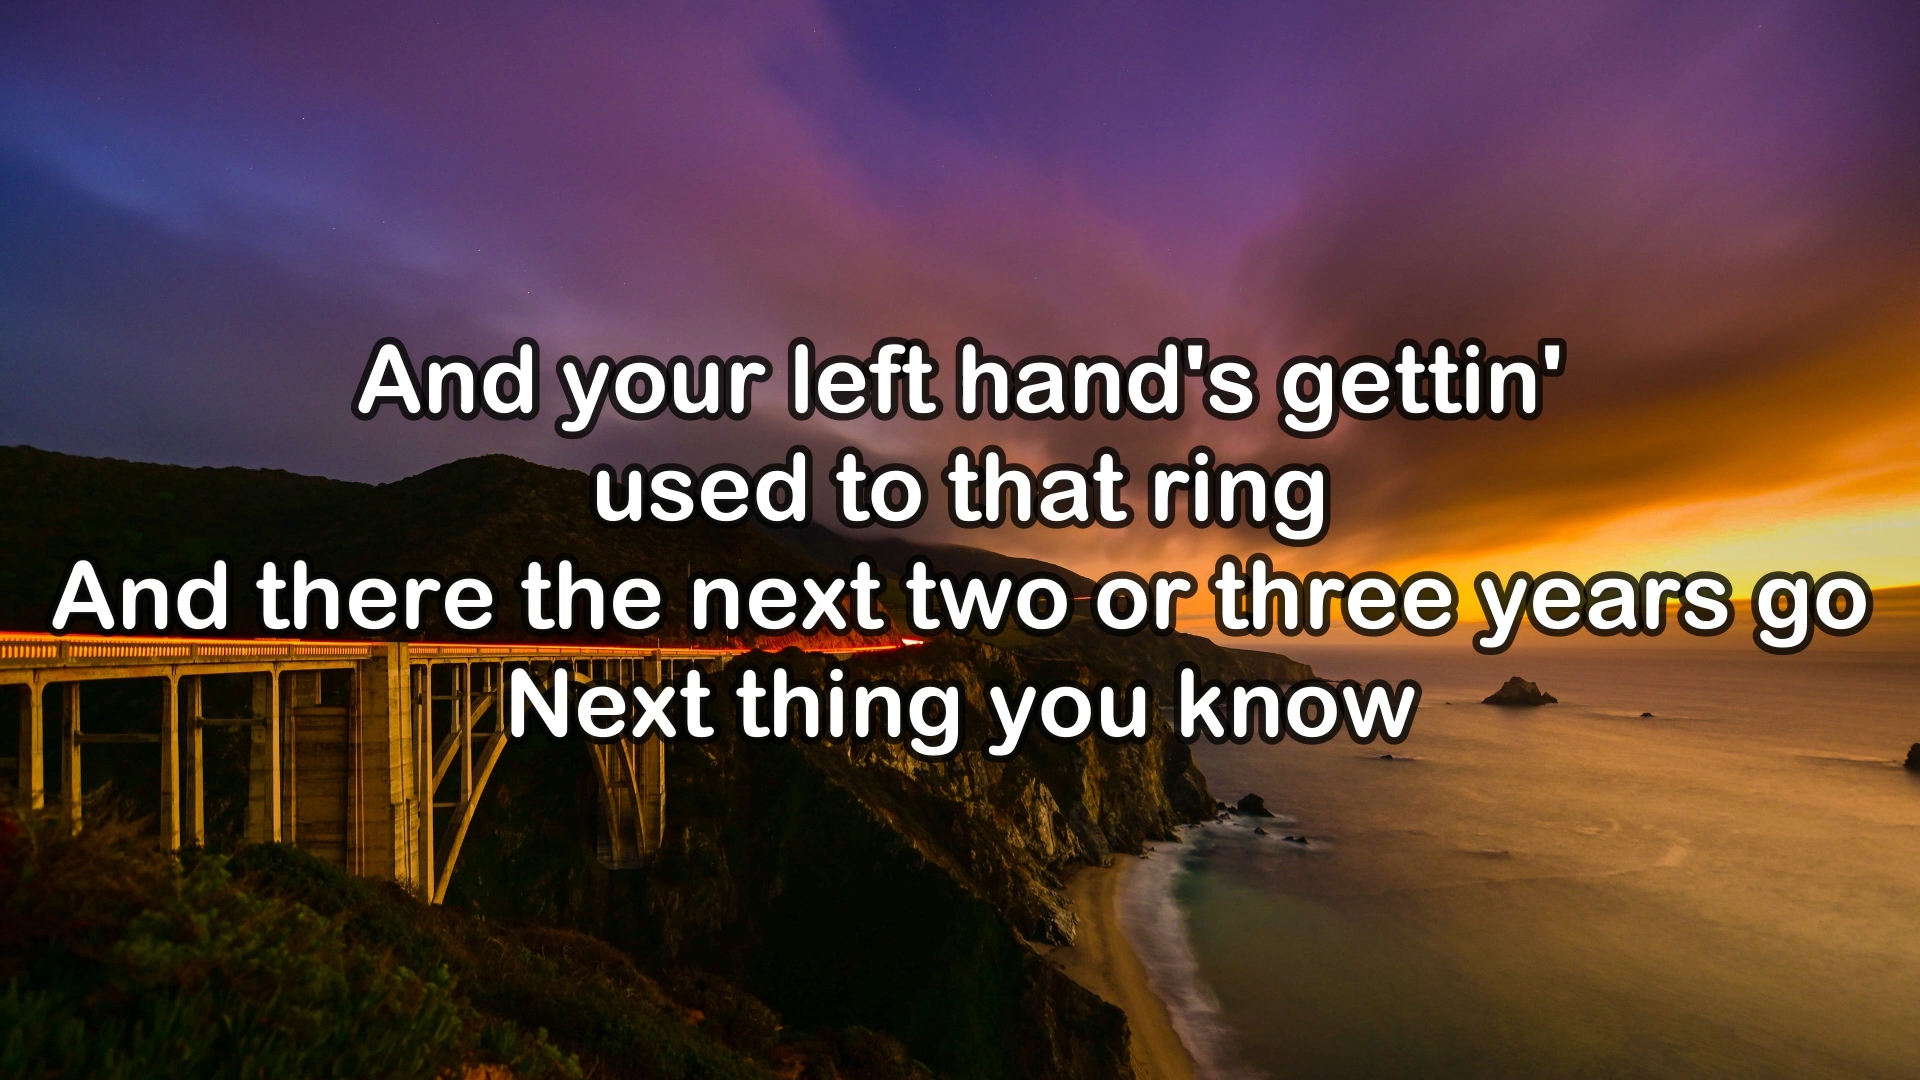 And your left hand's gettin'
used to that ring
And there the next two or three years go
Next thing you know